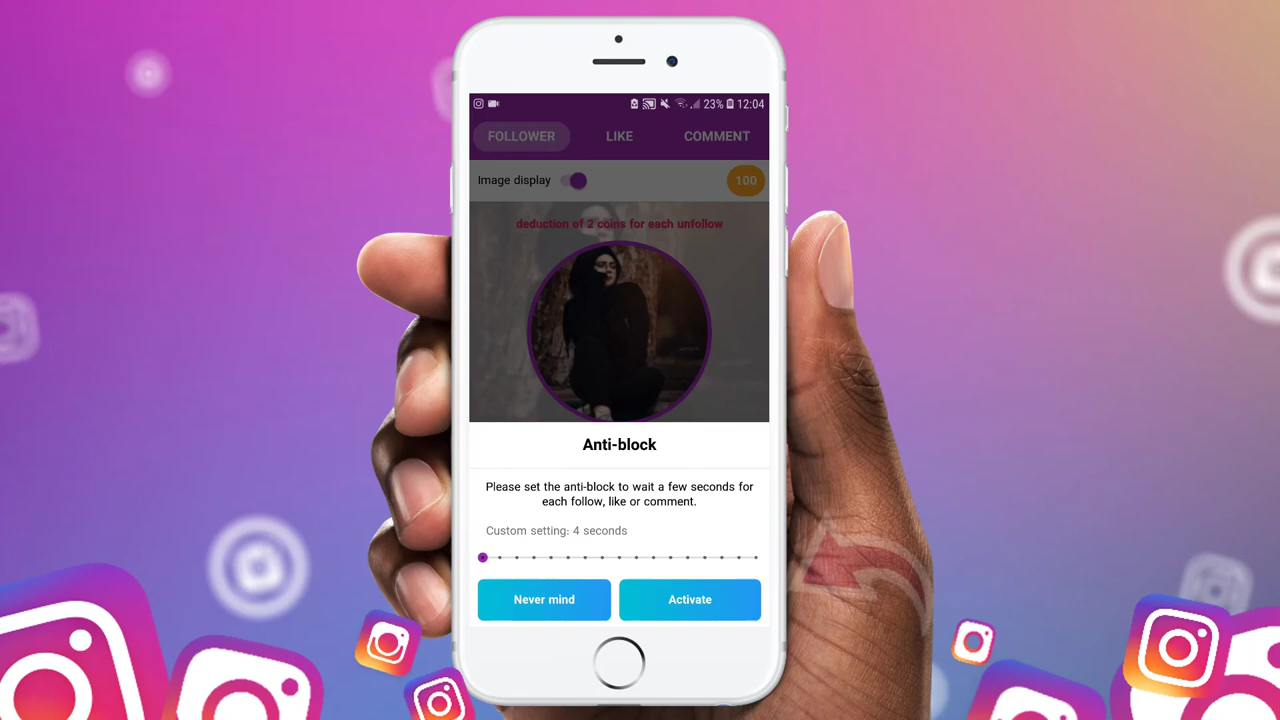 23% 12:04
FOLLOWER LIKE COMMENT
Image display 100
deduction of 2 coins for each unfollow
Anti-block
Please set the anti-block to wait a few seconds for
each follow, like or comment.
Custom setting: 4 seconds
Never mind Activate